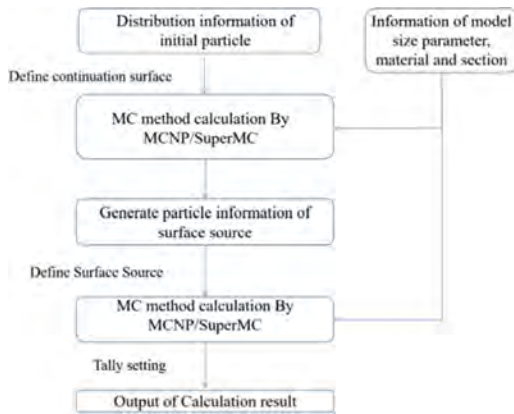 Distribution information of
initial particle
Information of model
size parameter,
material and section
Define continuation surface
MC method calculation By
MCNP/SuperMC
Generate particle information of
surface source
Define Surface Source
MC method calculation By
MCNP/SuperMC
Tally setting
Output of Calculation result